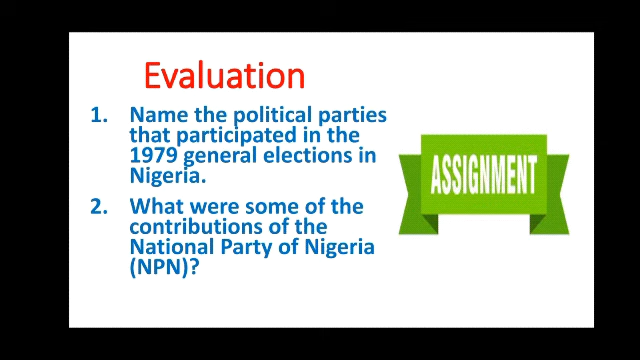 Evaluation
1. Name the political parties
that participated in the
1979 general elections in
Nigeria.
2. What were some of the
contributions of the
National Party of Nigeria
(NPN)?
ASSIGNMENT